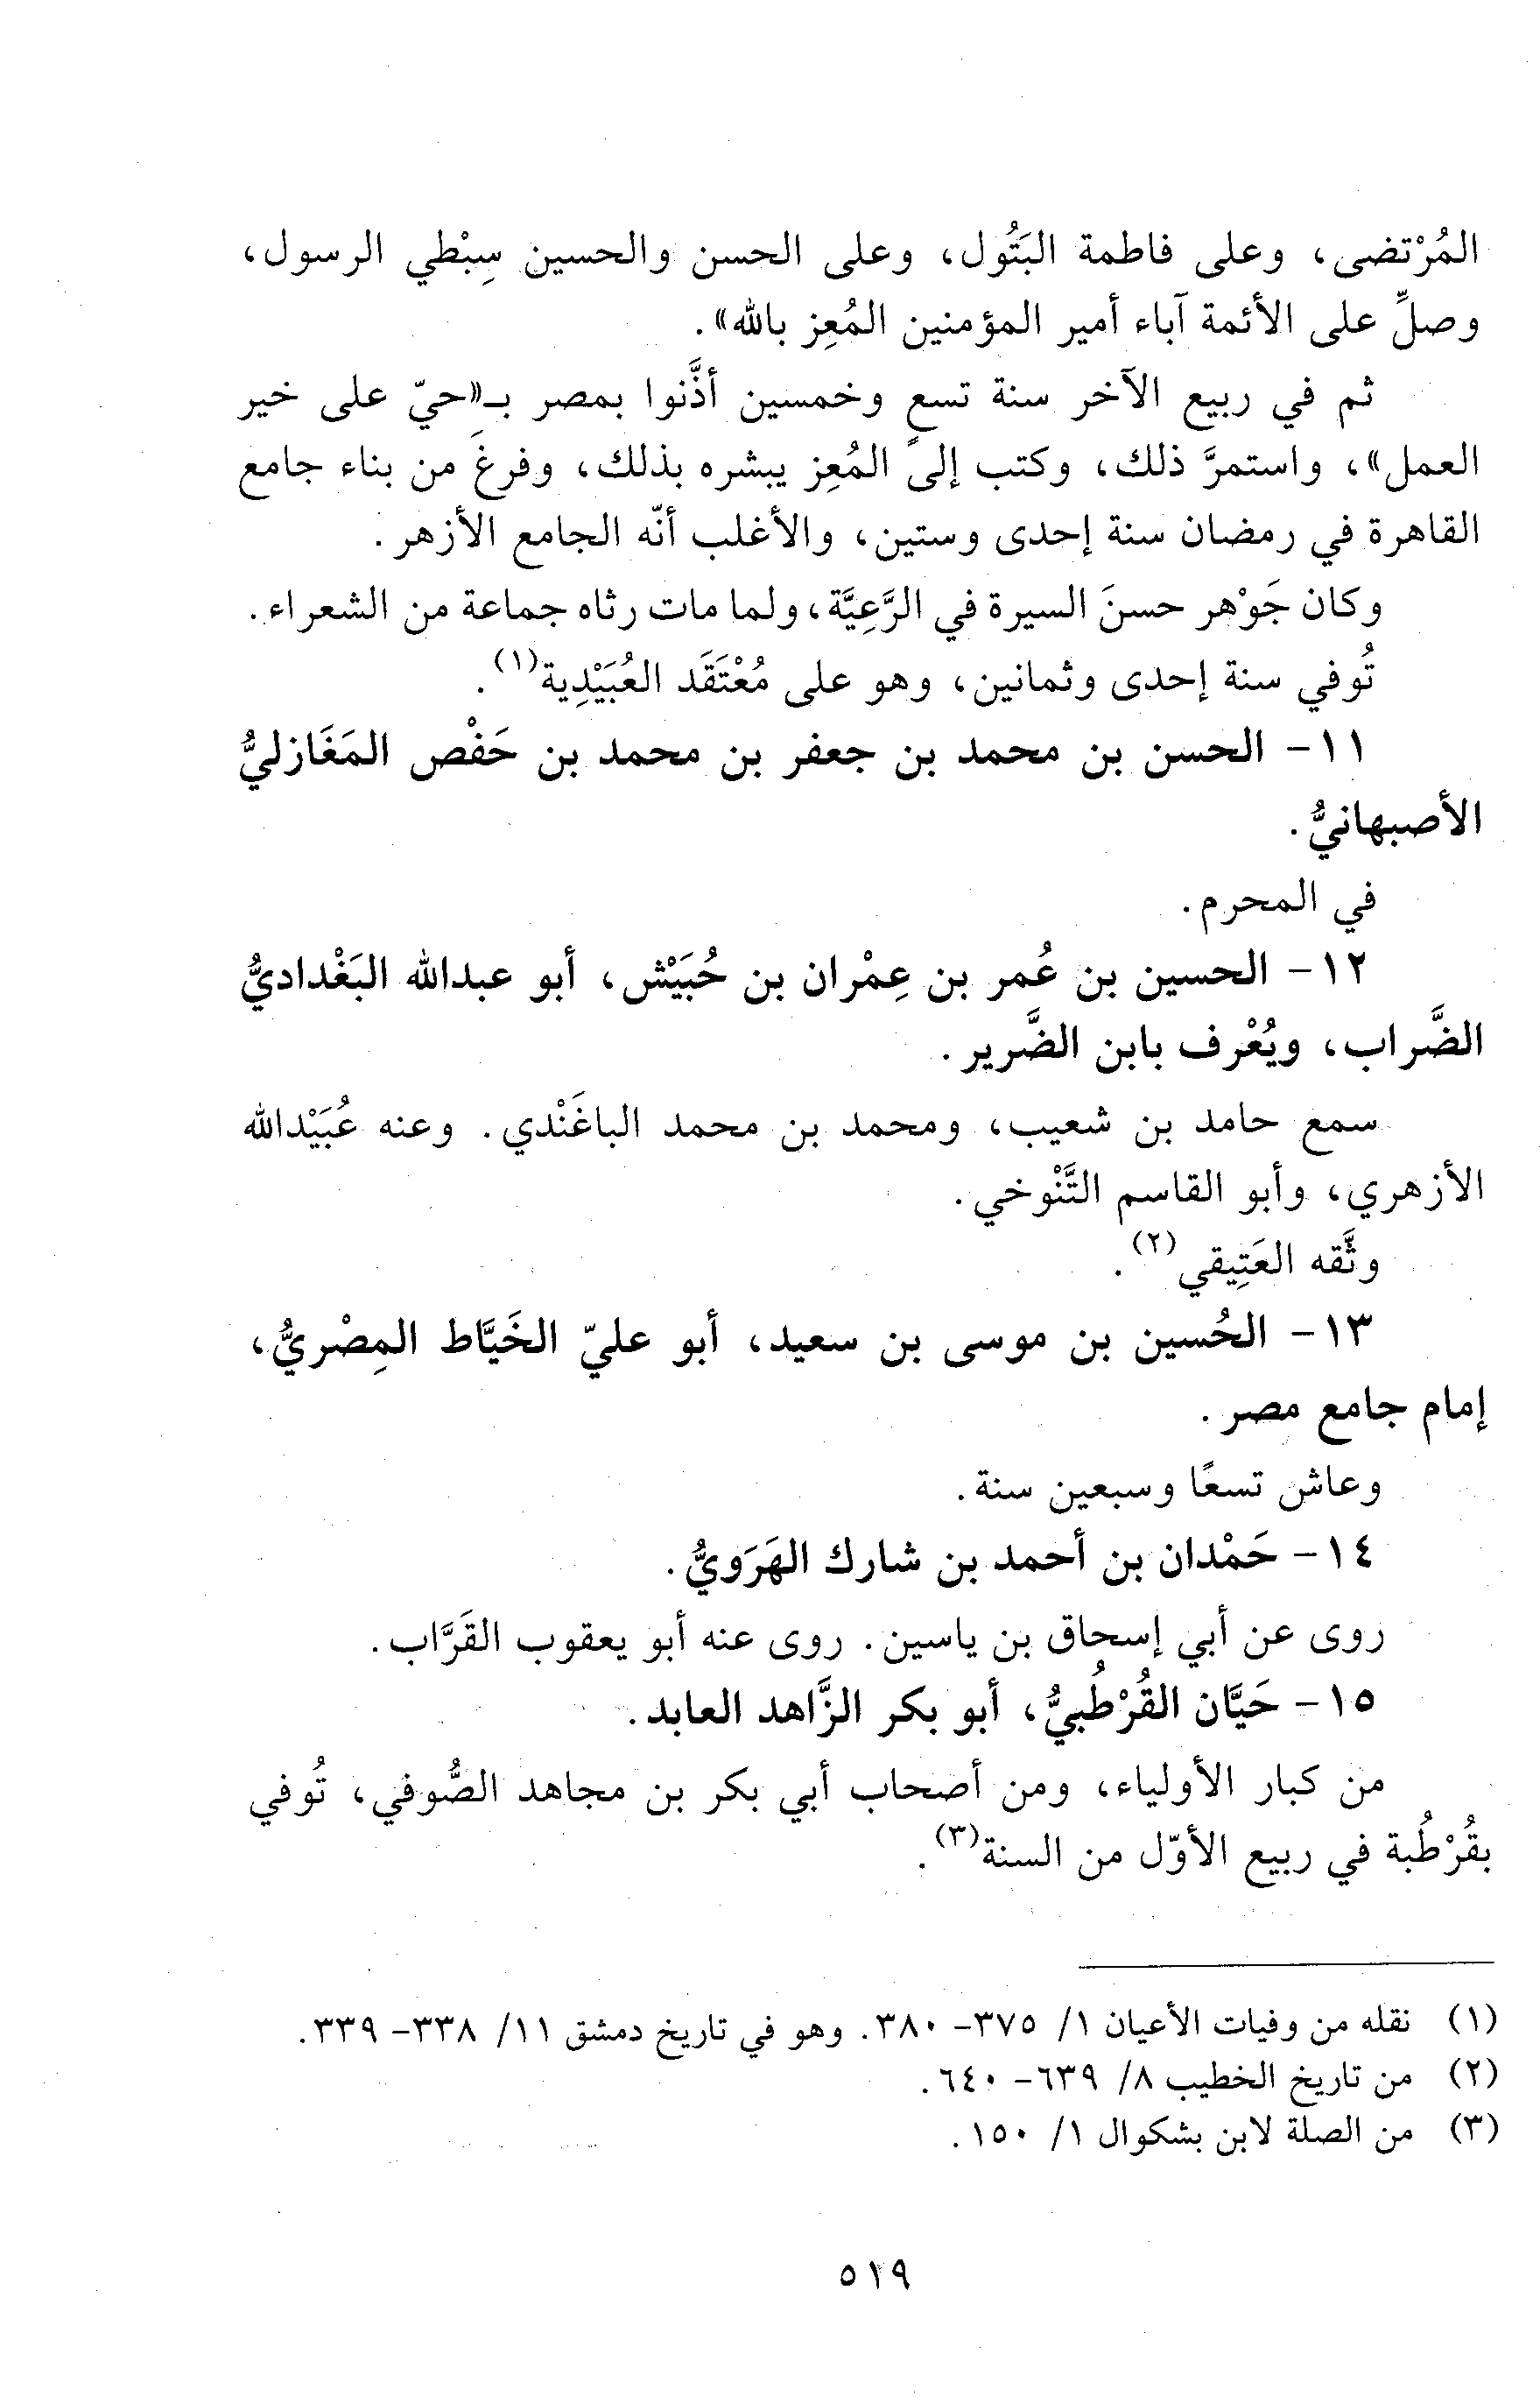 المُرْتضى، وعلى فاطمة البَتُول، وعلى الحسن والحسين سِبْطي الرسول،
وصلِّ على الأئمة آباء أمير المؤمنين المُعِز بالله».
ثم في ربيع الآخر سنة تسعٍ وخمسين أذَّنوا بمصر بـ«حيّ على خير
العمل»، واستمرَّ ذلك، وكتب إلى المُعِز يبشره بذلك، وفرغَ من بناء جامع
القاهرة في رمضان سنة إحدى وستين، والأغلب أنّه الجامع الأزهر.
وكان جَوْهر حسنَ السيرة في الرَّعِيَّة، ولما مات رثاه جماعة من الشعراء.
تُوفي سنة إحدى وثمانين، وهو على مُعْتَقَد العُبَيْدِية(١).
١١- الحسن بن محمد بن جعفر بن محمد بن حَفْص المَغَازليُّ
الأصبهانيُّ.
في المحرم.
١٢- الحسين بن عُمر بن عِمْران بن حُبَيْش، أبو عبدالله البَغْداديُّ
الضَّراب، ويُعْرف بابن الضَّرير.
سمع حامد بن شعيب، ومحمد بن محمد الباغَنْدي. وعنه عُبَيْدالله
الأزهري، وأبو القاسم التَّنْوخي.
وثَّقه العَتِيقي(٢).
١٣- الحُسين بن موسى بن سعيد، أبو عليّ الخَيَّاط المِصْريُّ،
إمام جامع مصر.
وعاش تسعًا وسبعين سنة.
١٤- حَمْدان بن أحمد بن شارك الهَرَويُّ.
روى عن أبي إسحاق بن ياسين. روى عنه أبو يعقوب القَرَّاب.
١٥- حَيَّان القُرْطُبيُّ، أبو بكر الزَّاهد العابد.
من كبار الأولياء، ومن أصحاب أبي بكر بن مجاهد الصُّوفي، تُوفي
بقُرْطُبة في ربيع الأوّل من السنة(٣).
(١) نقله من وفيات الأعيان ١/ ٣٧٥- ٣٨٠. وهو في تاريخ دمشق ١١/ ٣٣٨- ٣٣٩.
(٢) من تاريخ الخطيب ٨/ ٦٣٩- ٦٤٠.
(٣) من الصلة لابن بشكوال ١/ ١٥٠.
٥١٩